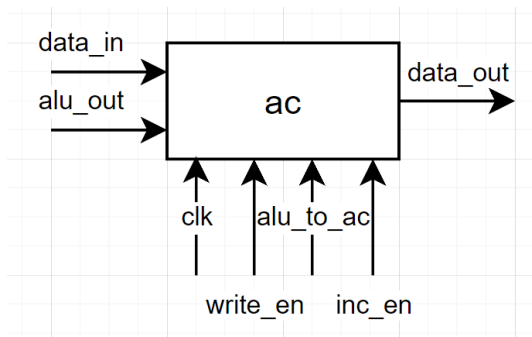 data_in
data_out
alu_out
ac
clk
alu_to_ac
write_en
inc_en